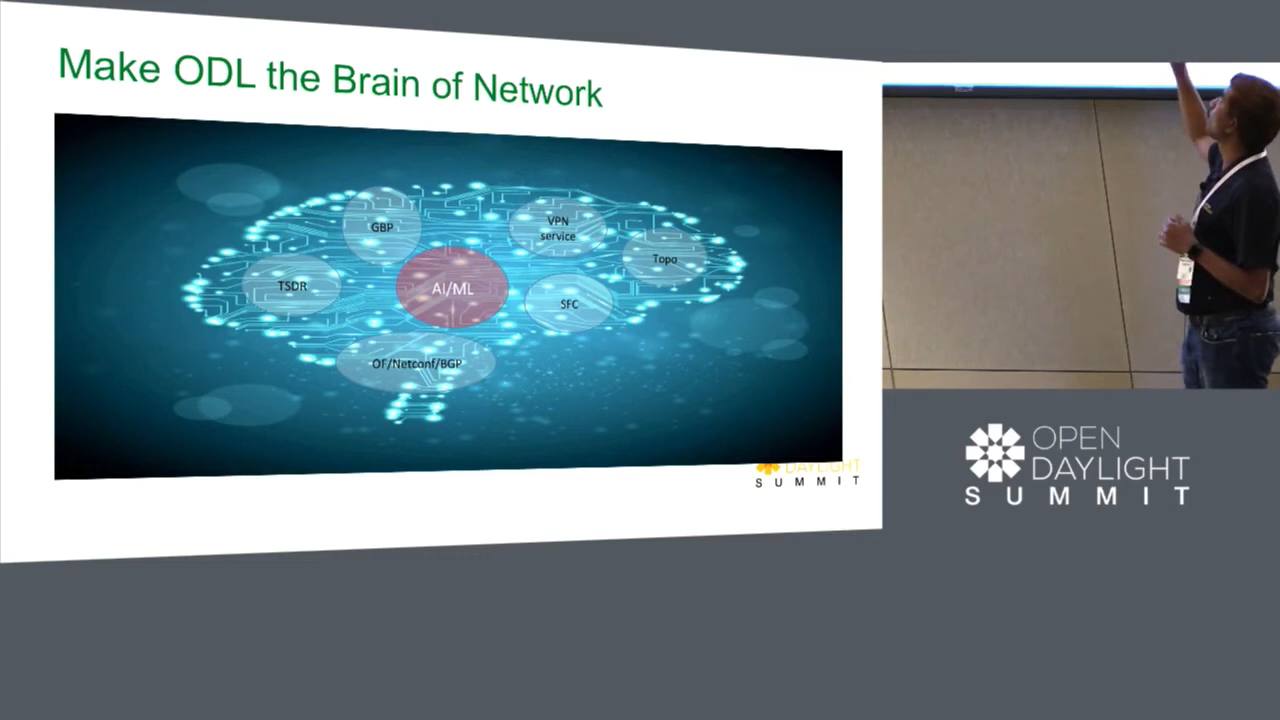 Make ODL the Brain of Network
GBP
VPN
service
Topo
TSDR
AI/ML
SFC
OF/Netconf/BGP
DAYLIGHT
SUMMIT
OPEN
DAYLIGHT
SUMMIT